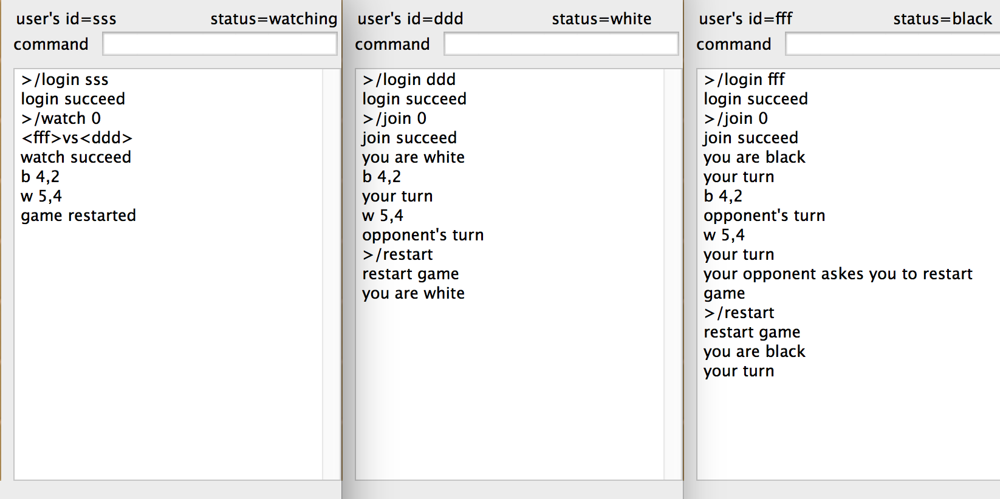 user's id=sss status=watching
command
>/login sss
login succeed
>/watch 0
<fff>vs<ddd>
watch succeed
b 4,2
w 5,4
game restarted
user's id=ddd status=white
command
>/login ddd
login succeed
>/join 0
join succeed
you are white
b 4,2
your turn
w 5,4
opponent's turn
>/restart
restart game
you are white
user's id=fff status=black
command
>/login fff
login succeed
>/join 0
join succeed
you are black
your turn
b 4,2
opponent's turn
w 5,4
your turn
your opponent askes you to restart
game
>/restart
restart game
you are black
your turn